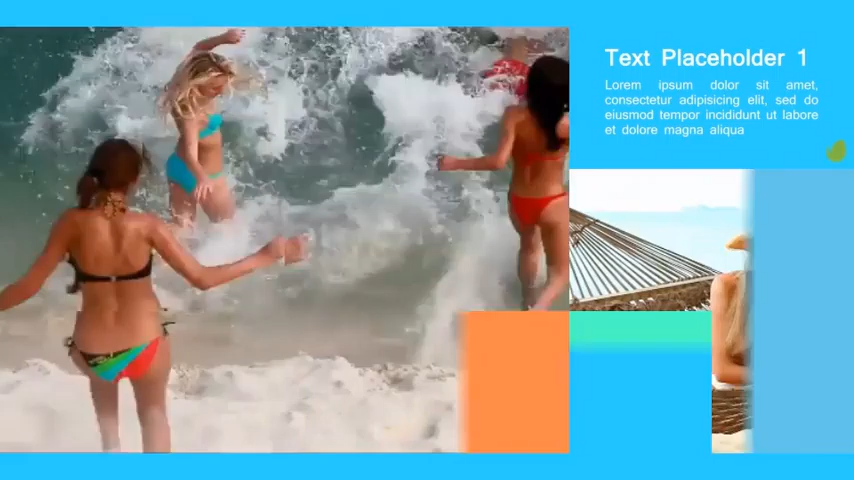 Text Placeholder 1
Lorem ipsum dolor sit amet,
consectetur adipisicing elit, sed do
eiusmod tempor incididunt ut labore
et dolore magna aliqua